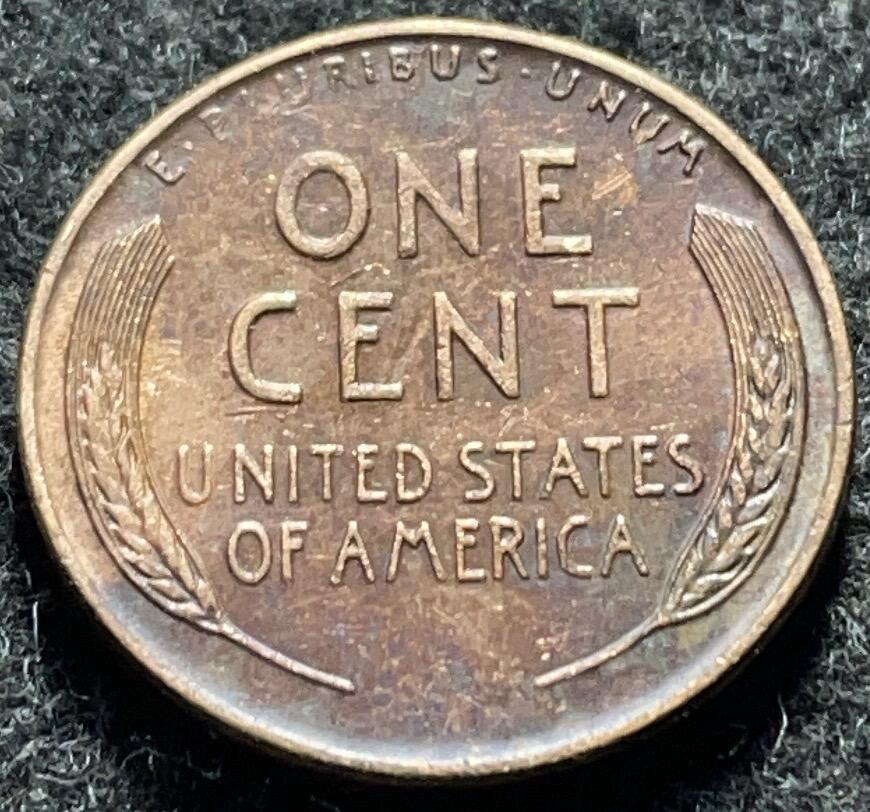 E·PLURIBUS·UNUM
ONE
CENT
UNITED STATES
OF AMERICA